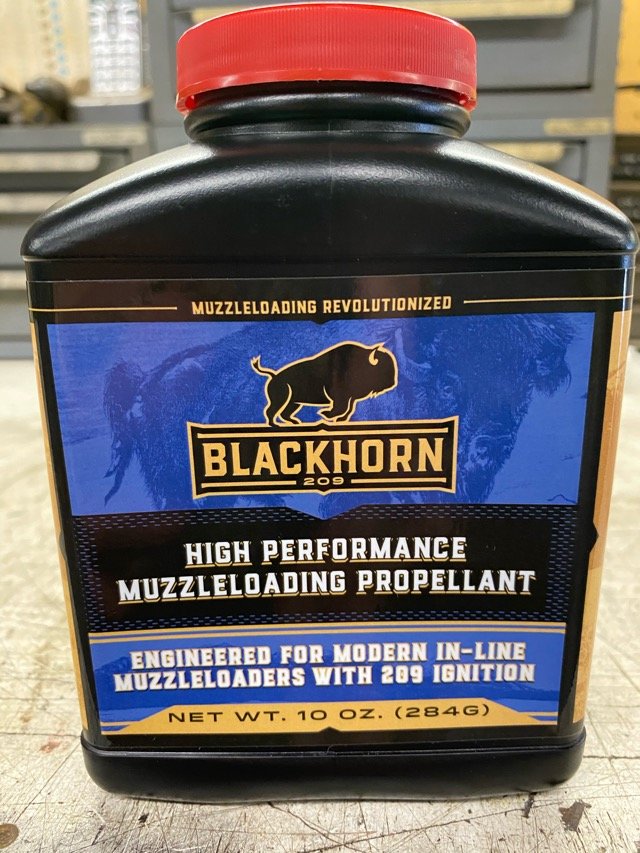 MUZZLELOADING REVOLUTIONIZED
BLACKHORN
209
HIGH PERFORMANCE
MUZZLELOADING PROPELLANT
ENGINEERED FOR MODERN IN-LINE
MUZZLELOADERS WITH 209 IGNITION
NET WT. 10 OZ. (284G)